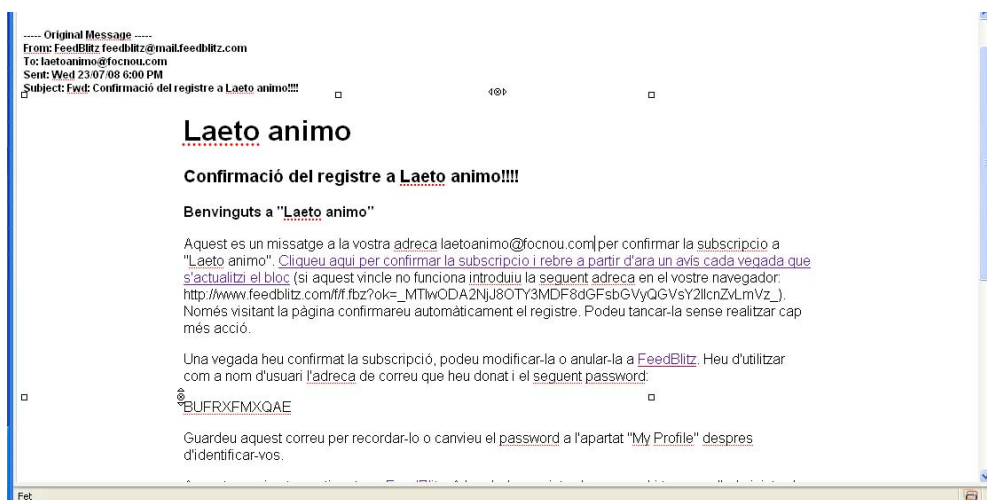 ----- Original Message -----
From: FeedBlitz feedblitz@mail.feedblitz.com
To: laetoanimo@focnou.com
Sent: Wed 23/07/08 6:00 PM
Subject: Fwd: Confirmació del registre a Laeto animo!!!!
Laeto animo
Confirmació del registre a Laeto animo!!!!
Benvinguts a "Laeto animo"
Aquest es un missatge a la vostra adreca laetoanimo@focnou.com per confirmar la subscripcio a
"Laeto animo". Cliqueu aqui per confirmar la subscripcio i rebre a partir d'ara un avís cada vegada que
s'actualitzi el bloc (si aquest vincle no funciona introduiu la seguent adreca en el vostre navegador:
http://www.feedblitz.com/f/f.fbz?ok=_MTIwODA2NjJ8OTY3MDF8dGFsbGVyQGVsY2llcnZvLmVz_).
Només visitant la pàgina confirmareu automàticament el registre. Podeu tancar-la sense realitzar cap
més acció.
Una vegada heu confirmat la subscripció, podeu modificar-la o anular-la a FeedBlitz. Heu d'utilitzar
com a nom d'usuari l'adreca de correu que heu donat i el seguent password:
BUFRXFMXQAE
Guardeu aquest correu per recordar-lo o canvieu el password a l'apartat "My Profile" despres
d'identificar-vos.
Fet